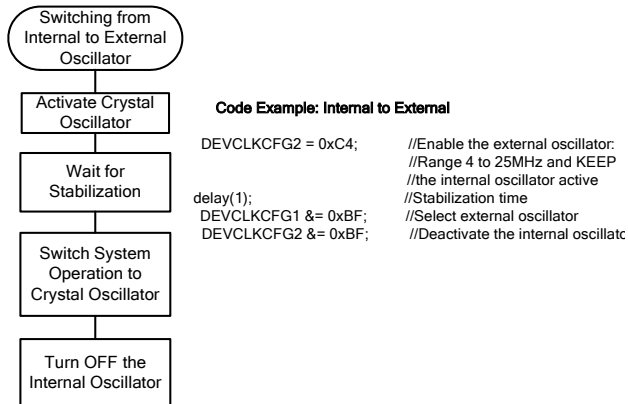 Switching from
Internal to External
Oscillator
Activate Crystal
Oscillator
Wait for
Stabilization
Switch System
Operation to
Crystal Oscillator
Turn OFF the
Internal Oscillator
Code Example: Internal to External
DEVCLKCFG2 = 0xC4; //Enable the external oscillator:
//Range 4 to 25MHz and KEEP
//the internal oscillator active
delay(1); //Stabilization time
DEVCLKCFG1 &= 0xBF; //Select external oscillator
DEVCLKCFG2 &= 0xBF; //Deactivate the internal oscillato